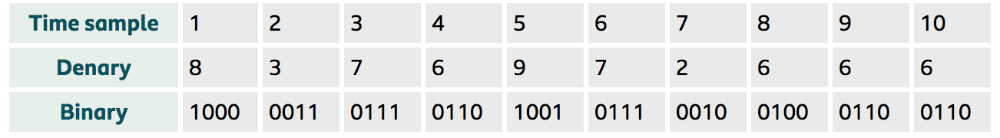 Time sample 1 2 3 4 5 6 7 8 9 10
Denary 8 3 7 6 9 7 2 6 6 6
Binary 1000 0011 0111 0110 1001 0111 0010 0100 0110 0110